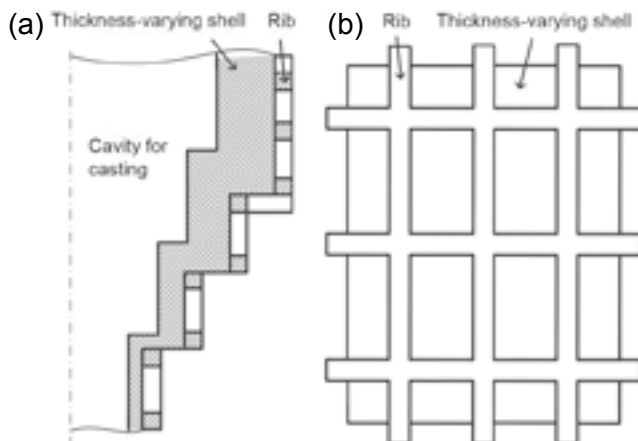 (a)
Thickness-varying shell
Rib
Cavity for
casting
(b)
Rib
Thickness-varying shell